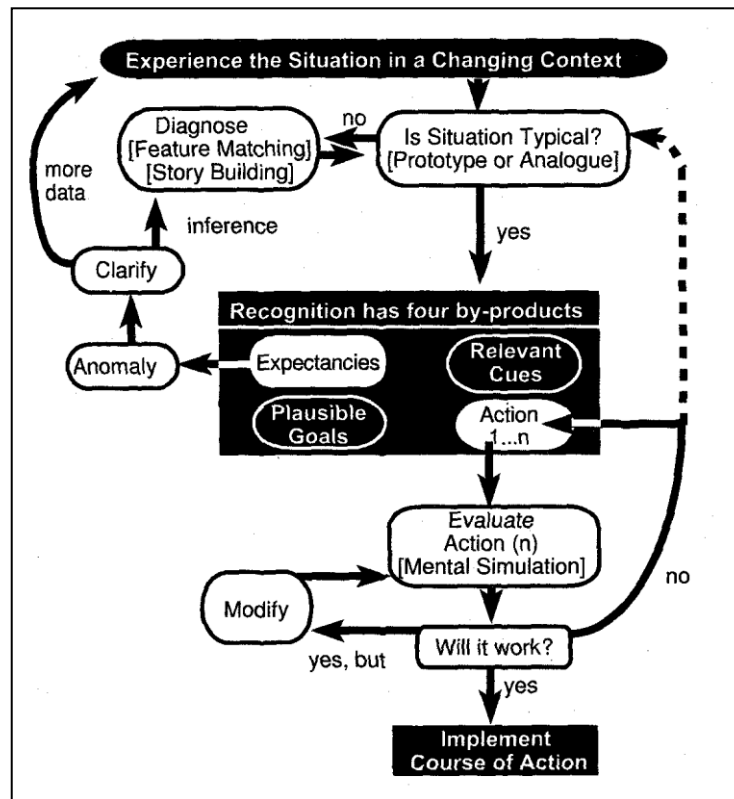 Experience the Situation in a Changing Context
no
Diagnose
[Feature Matching]
[Story Building]
Is Situation Typical?
[Prototype or Analogue]
more
data
inference
yes
Clarify
Recognition has four by-products
Anomaly
Expectancies
Relevant
Cues
Plausible
Goals
Action
1...n
Evaluate
Action (n)
[Mental Simulation]
no
Modify
Will it work?
yes, but
yes
Implement
Course of Action